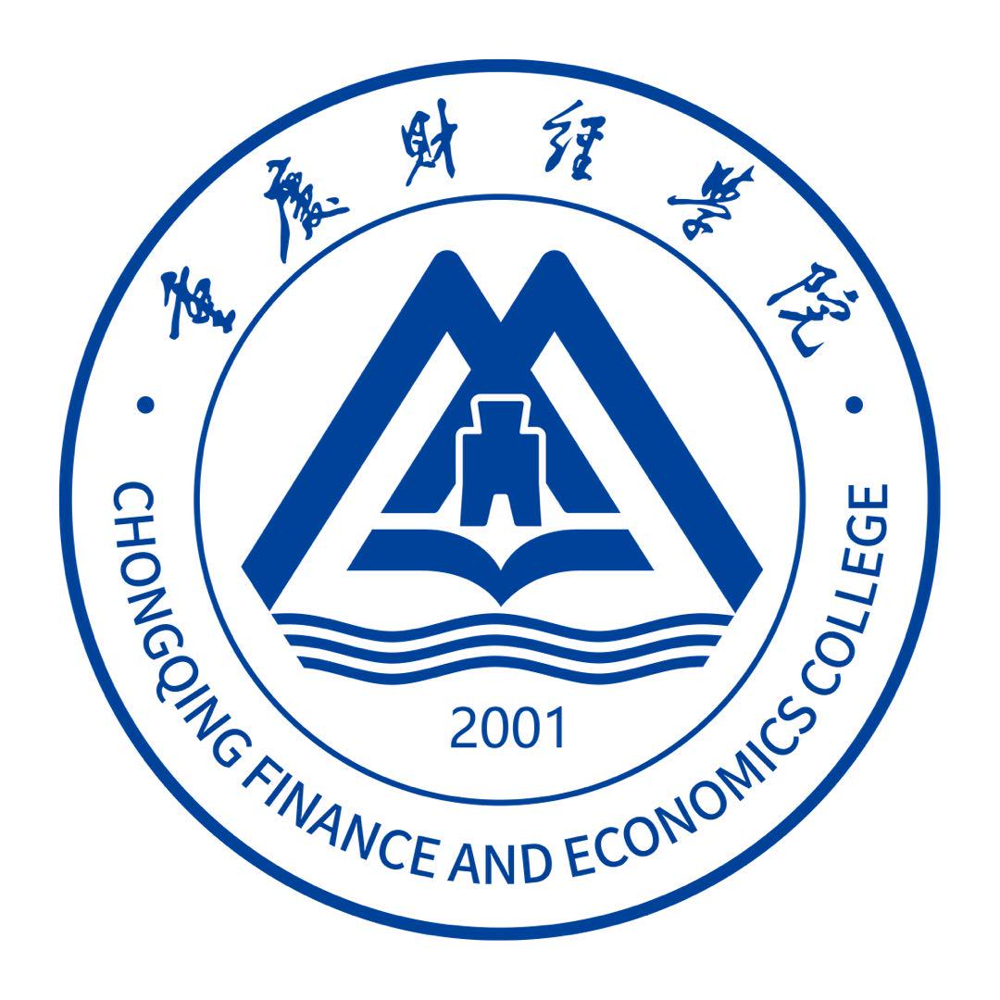 重庆财经学院
2001
CHONGQING FINANCE AND ECONOMICS COLLEGE